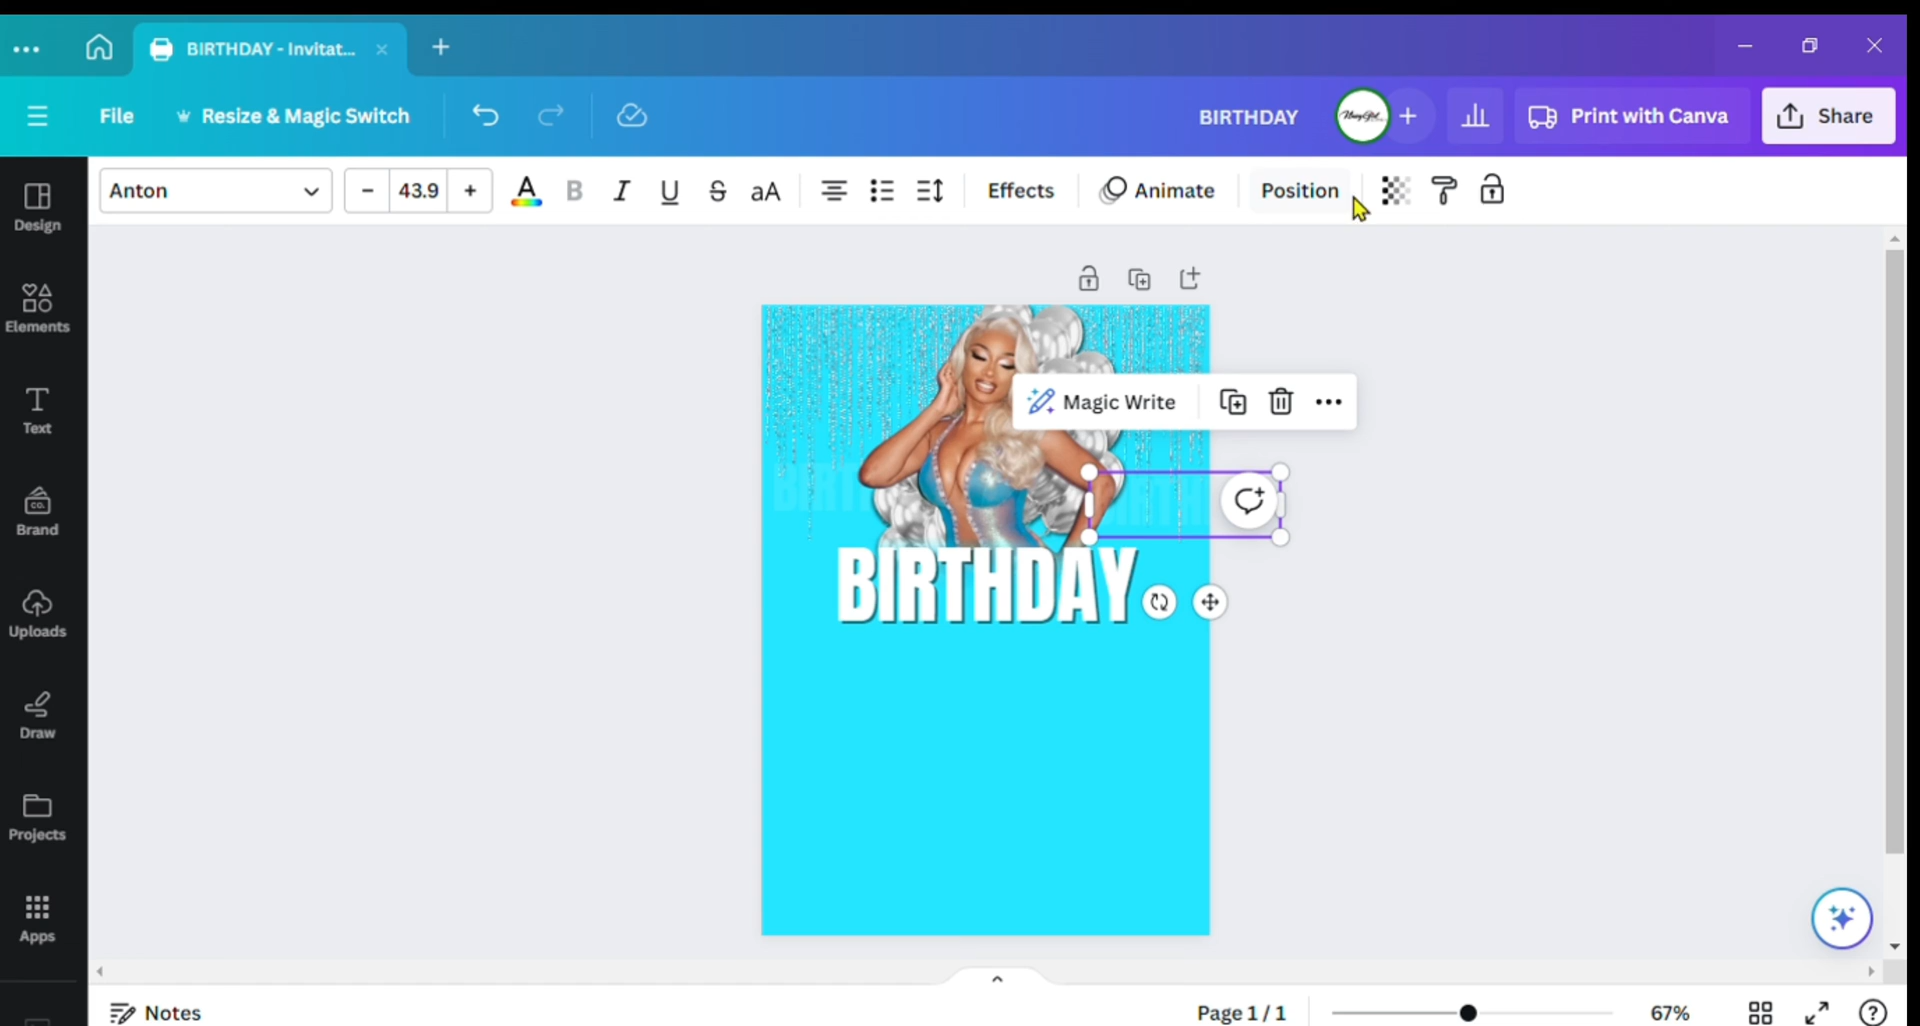 BIRTHDAY - Invitat...
File
Resize & Magic Switch
BIRTHDAY
Print with Canva
Share
Anton
43.9
A B I U S aA
Effects
Animate
Position
Design
Elements
Text
Brand
Uploads
Draw
Projects
Apps
Magic Write
BIRTHDAY
Notes
Page 1 / 1
67%